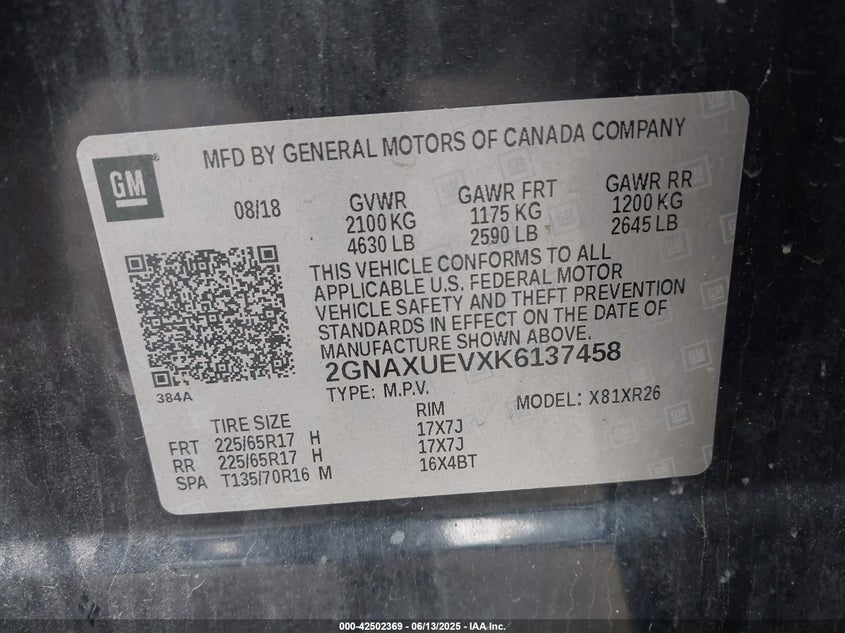 MFD BY GENERAL MOTORS OF CANADA COMPANY
GM®
08/18
GVWR
2100 KG
4630 LB
GAWR FRT
1175 KG
2590 LB
GAWR RR
1200 KG
2645 LB
THIS VEHICLE CONFORMS TO ALL
APPLICABLE U.S. FEDERAL MOTOR
VEHICLE SAFETY AND THEFT PREVENTION
STANDARDS IN EFFECT ON THE DATE OF
MANUFACTURE SHOWN ABOVE.
2GNAXUEVXK6137458
384A
TYPE: M.P.V.
MODEL: X81XR26
TIRE SIZE RIM
FRT 225/65R17 H 17X7J
RR 225/65R17 H 17X7J
SPA T135/70R16 M 16X4BT
000-42502369 - 06/13/2025 - IAA Inc.